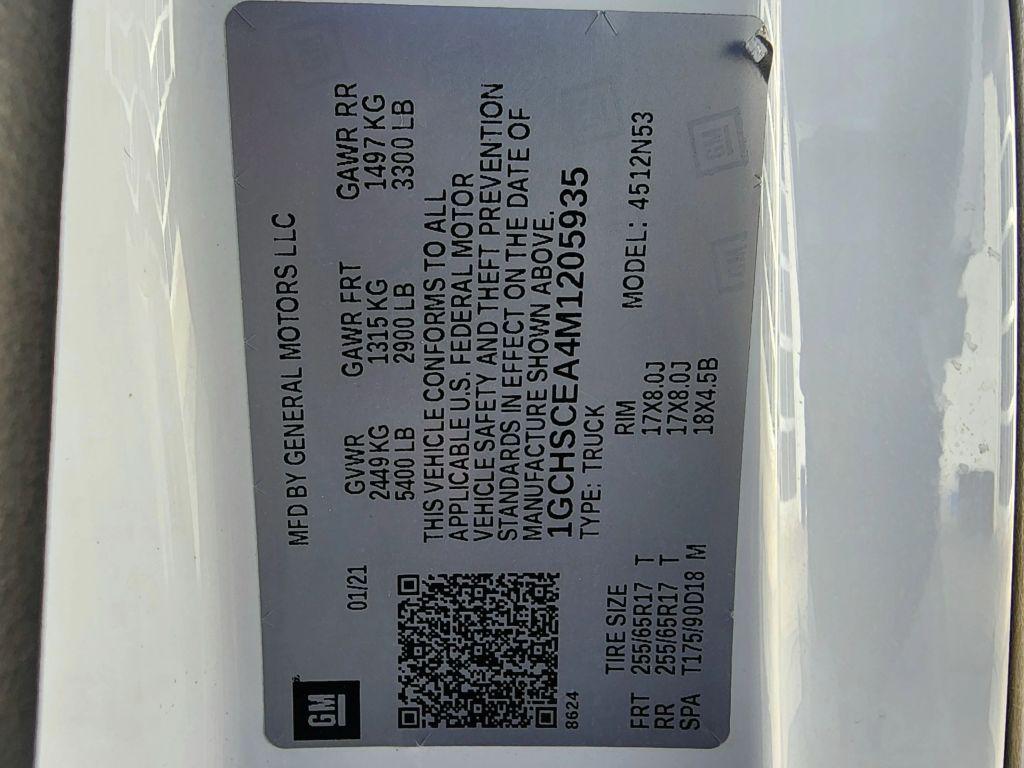 GM
MFD BY GENERAL MOTORS LLC
01/21
GVWR GAWR FRT GAWR RR
2449 KG 1315 KG 1497 KG
5400 LB 2900 LB 3300 LB
THIS VEHICLE CONFORMS TO ALL
APPLICABLE U.S. FEDERAL MOTOR
VEHICLE SAFETY AND THEFT PREVENTION
STANDARDS IN EFFECT ON THE DATE OF
MANUFACTURE SHOWN ABOVE.
1GCHSCEA4M1205935
8624
TYPE: TRUCK
TIRE SIZE RIM MODEL: 4512N53
FRT 255/65R17 T 17X8.0J
RR 255/65R17 T 17X8.0J
SPA T175/90D18 M 18X4.5B
GM